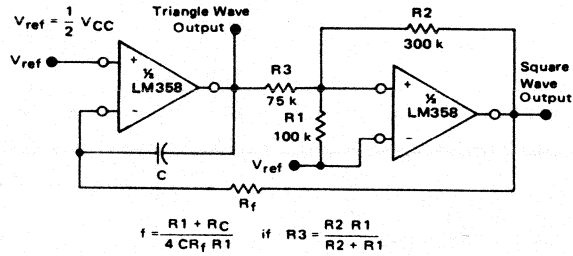 Vref = 1/2 VCC
Triangle Wave
Output
R2
300 k
Vref
+
½
LM358
−
R3
75 k
R1
100 k
+
½
LM358
−
Square
Wave
Output
C
Vref
Rf
f = R1 + RC / 4 CRf R1 if R3 = R2 R1 / R2 + R1